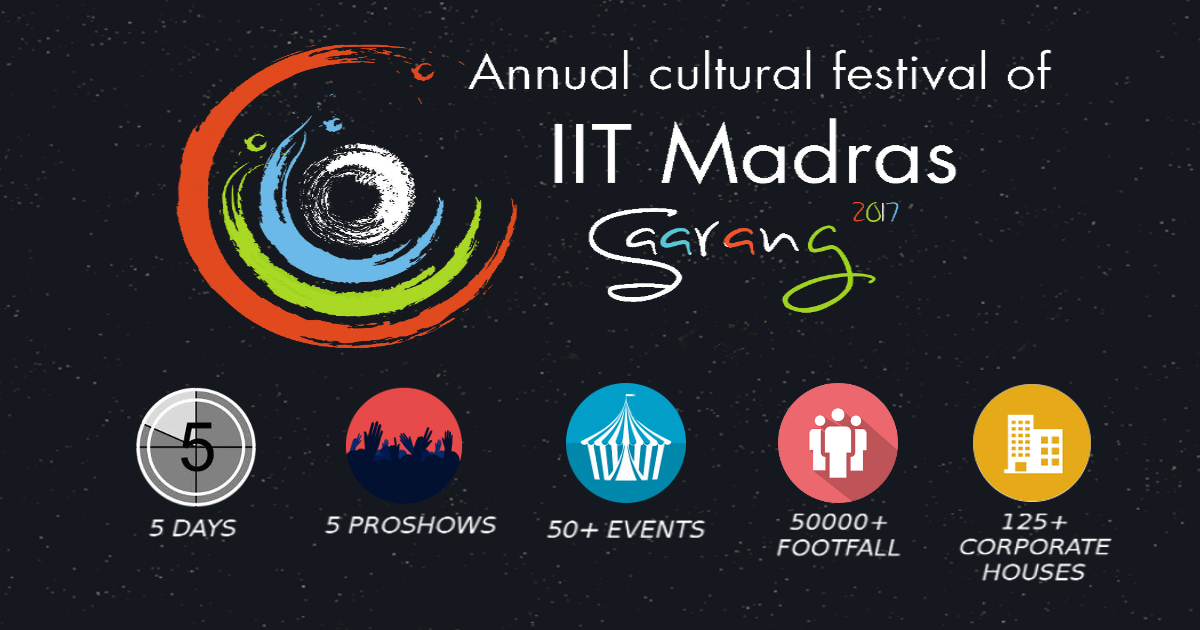 Annual cultural festival of
IIT Madras
Saarang 2017
5
5 DAYS
5 PROSHOWS
50+ EVENTS
50000+
FOOTFALL
125+
CORPORATE
HOUSES